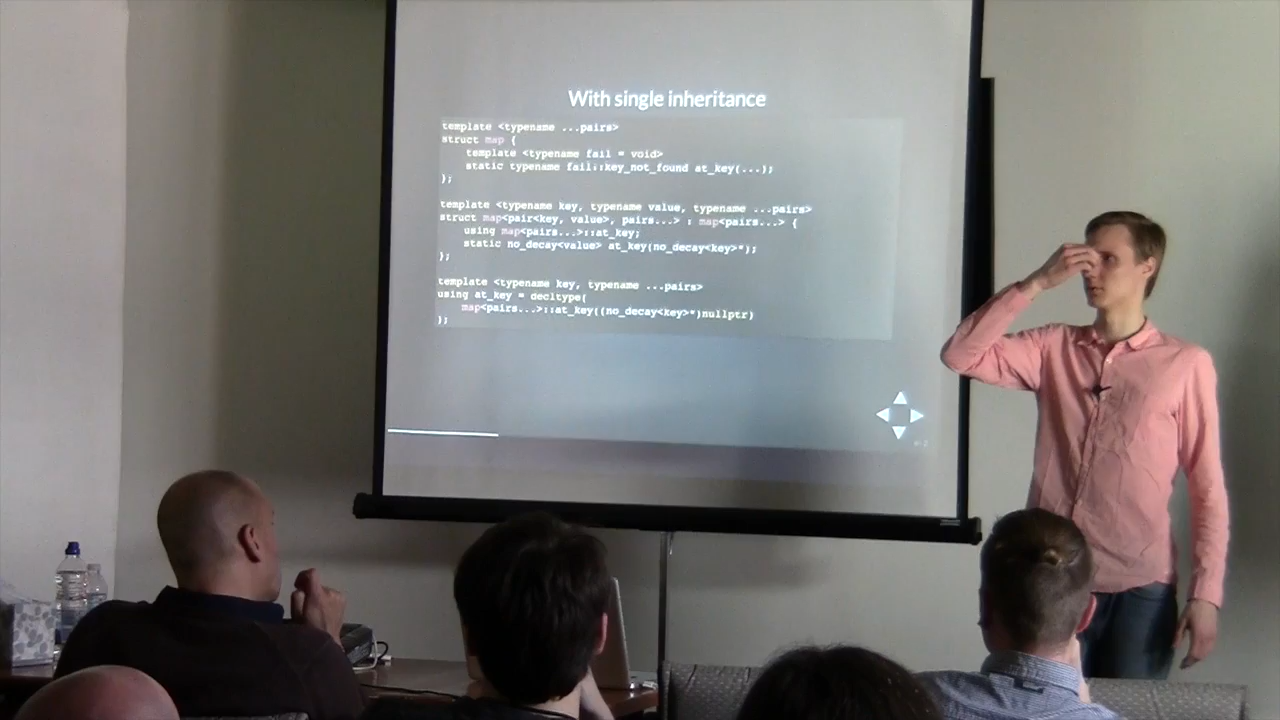 With single inheritance
template <typename ...pairs>
struct map {
template <typename fail = void>
static typename fail::key_not_found at_key(...);
};
template <typename key, typename value, typename ...pairs>
struct map<pair<key, value>, pairs...> : map<pairs...> {
using map<pairs...>::at_key;
static no_decay<value> at_key(no_decay<key>*);
};
template <typename key, typename ...pairs>
using at_key = decltype(
map<pairs...>::at_key((no_decay<key>*)nullptr)
);